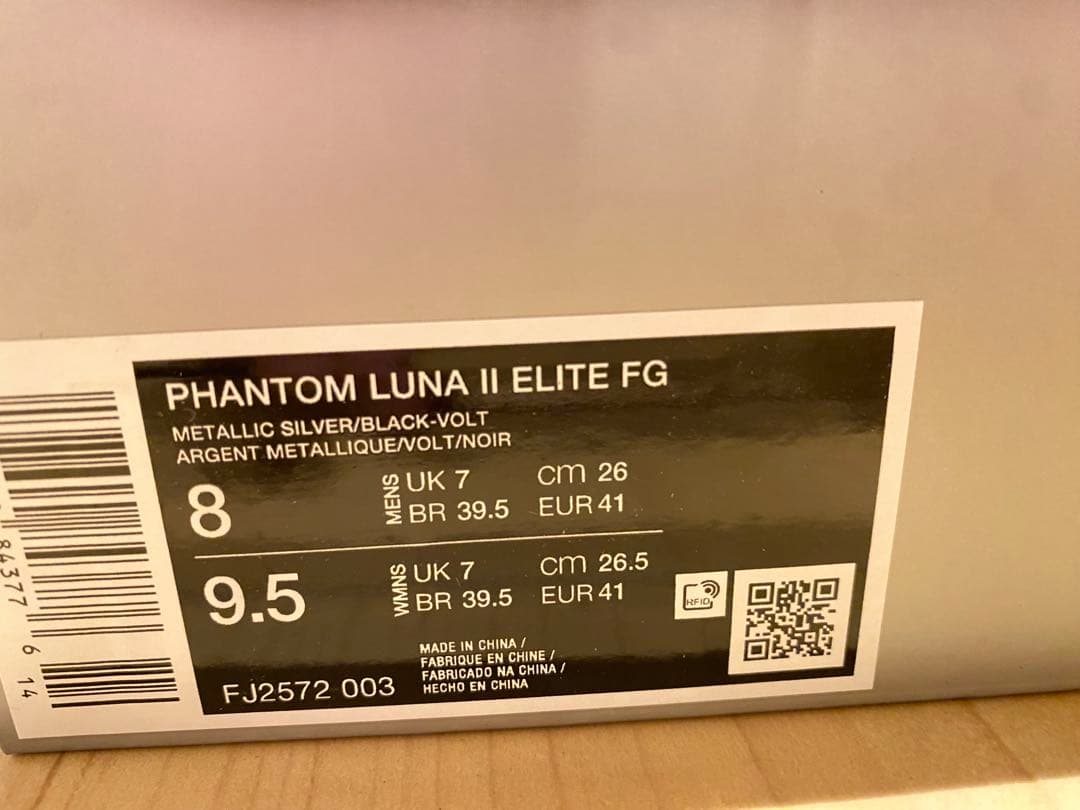 PHANTOM LUNA II ELITE FG
METALLIC SILVER/BLACK-VOLT
ARGENT METALLIQUE/VOLT/NOIR
8
MENS
UK 7 cm 26
BR 39.5 EUR 41
9.5
WMNS
UK 7 cm 26.5
BR 39.5 EUR 41
RFID
MADE IN CHINA /
FABRIQUE EN CHINE /
FABRICADO NA CHINA /
HECHO EN CHINA
FJ2572 003
84377 6 14